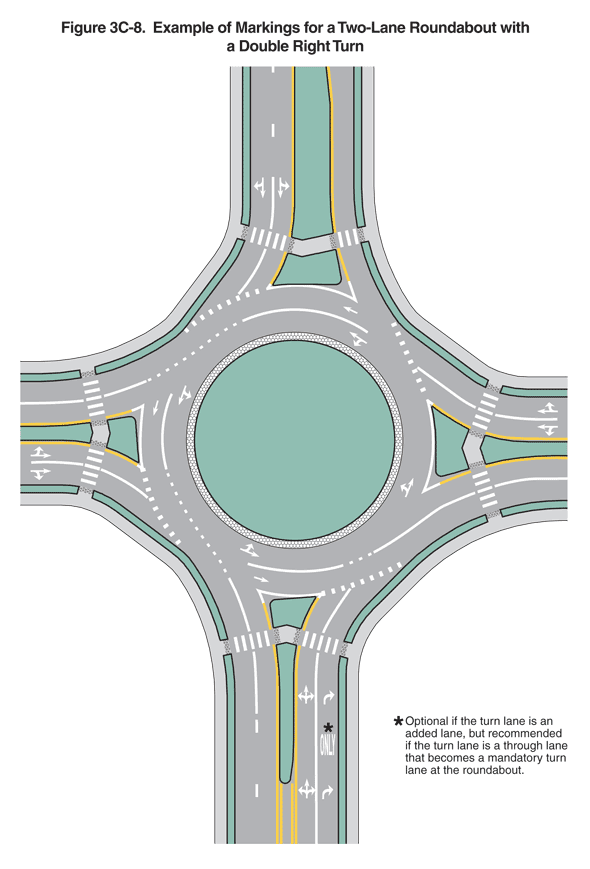 Figure 3C-8. Example of Markings for a Two-Lane Roundabout with
a Double Right Turn
ONLY
* Optional if the turn lane is an
added lane, but recommended
if the turn lane is a through lane
that becomes a mandatory turn
lane at the roundabout.